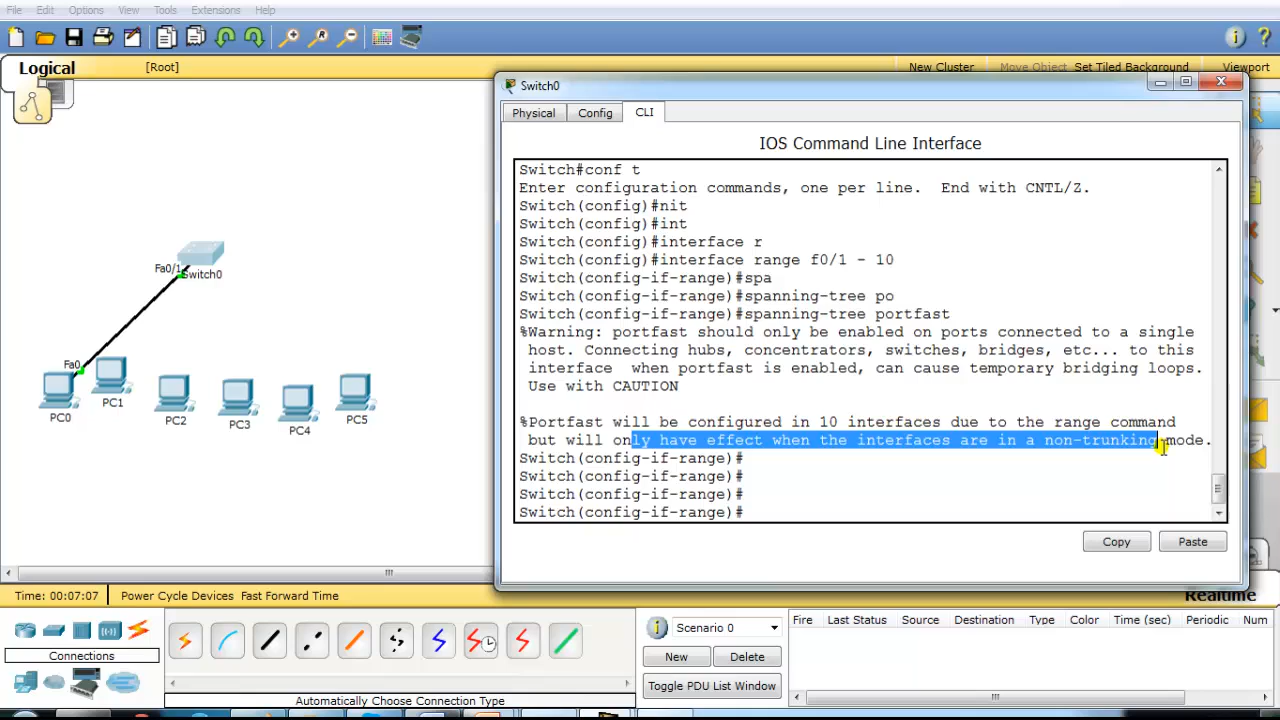 File Edit Options View Tools Extensions Help
Logical [Root] New Cluster Move Object Set Tiled Background Viewport
Switch0
Physical Config CLI
IOS Command Line Interface
Switch#conf t
Enter configuration commands, one per line. End with CNTL/Z.
Switch(config)#nit
Switch(config)#int
Switch(config)#interface r
Switch(config)#interface range f0/1 - 10
Switch(config-if-range)#spa
Switch(config-if-range)#spanning-tree po
Switch(config-if-range)#spanning-tree portfast
%Warning: portfast should only be enabled on ports connected to a single
host. Connecting hubs, concentrators, switches, bridges, etc... to this
interface when portfast is enabled, can cause temporary bridging loops.
Use with CAUTION
%Portfast will be configured in 10 interfaces due to the range command
but will only have effect when the interfaces are in a non-trunking mode.
Switch(config-if-range)#
Switch(config-if-range)#
Switch(config-if-range)#
Switch(config-if-range)#
Copy Paste
Fa0/1
Switch0
Fa0
PC0
PC1
PC2
PC3
PC4
PC5
Time: 00:07:07 Power Cycle Devices Fast Forward Time Realtime
Connections
Automatically Choose Connection Type
Scenario 0
New Delete
Toggle PDU List Window
Fire Last Status Source Destination Type Color Time (sec) Periodic Num